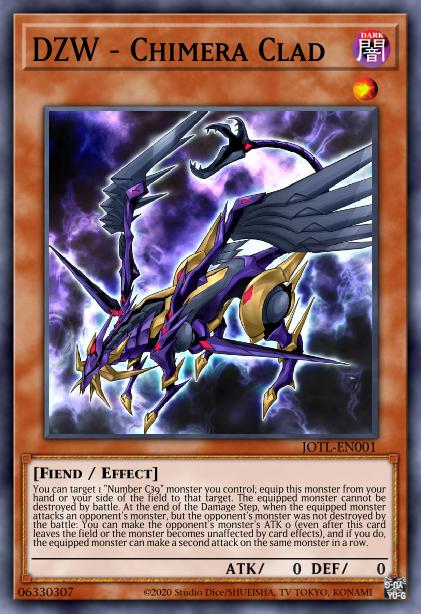 DZW - Chimera Clad
DARK
闇
JOTL-EN001
[Fiend / Effect]
You can target 1 "Number C39" monster you control; equip this monster from
your hand or your side of the field to that target. The equipped monster cannot be
destroyed by battle. At the end of the Damage Step, when the equipped monster
attacks an opponent's monster, but the opponent's monster was not destroyed by
the battle: You can make the opponent's monster's ATK 0 (even after this card
leaves the field or the monster becomes unaffected by card effects), and if you do,
the equipped monster can make a second attack on the same monster in a row.
ATK/ 0 DEF/ 0
06330307 ©2020 Studio Dice/SHUEISHA, TV TOKYO, KONAMI